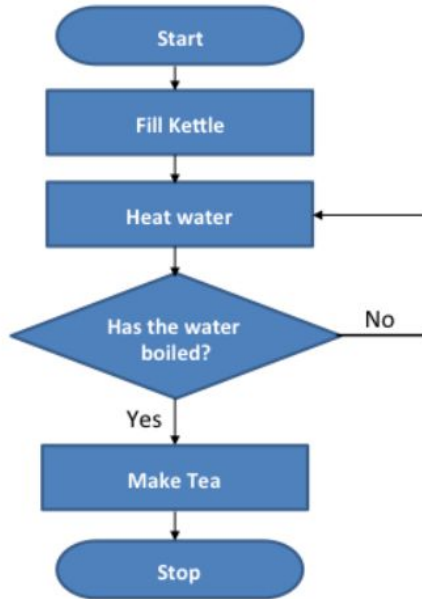 Start
Fill Kettle
Heat water
Has the water
boiled?
No
Yes
Make Tea
Stop